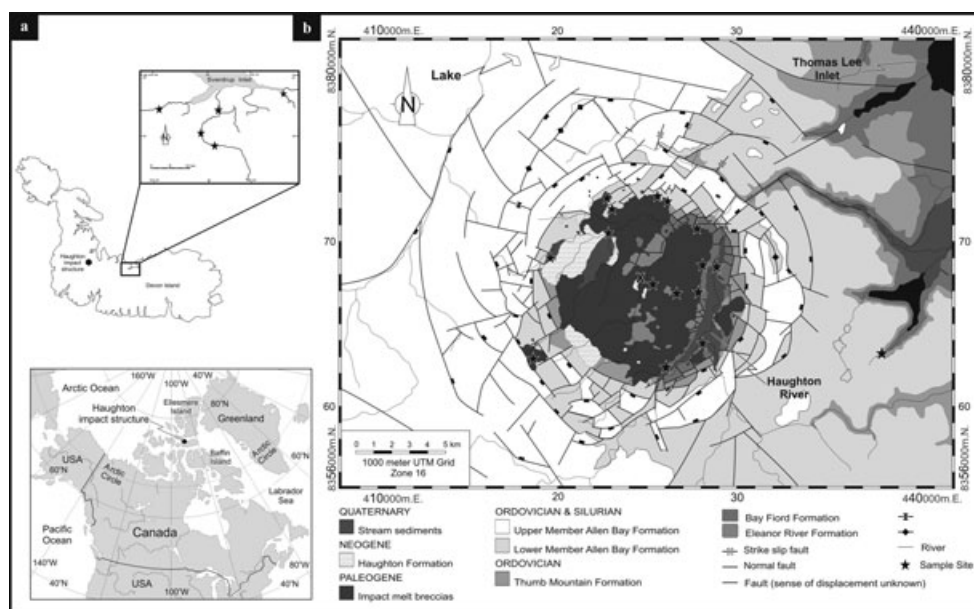 a
Sverdrup Inlet
Haughton
impact
structure
Devon Island
Arctic Ocean
160°W
100°W
40°W
80°N
Ellesmere
Island
Greenland
Haughton
impact structure
Baffin
Island
Arctic
Circle
USA
60°N
Arctic
Circle
60°N
Labrador
Sea
Pacific
Ocean
Canada
140°W
40°N
USA
100°W
80°W
40°N
b
410000m.E.
20
30
440000m.E.
8380000m.N.
8380000m.N.
Lake
Thomas Lee
Inlet
N
70
70
Haughton
River
60
60
0 1 2 3 4 5 km
1000 meter UTM Grid
Zone 16
8356000m.N.
8356000m.N.
410000m.E.
20
30
440000m.E.
QUATERNARY
Stream sediments
NEOGENE
Haughton Formation
PALEOGENE
Impact melt breccias
ORDOVICIAN & SILURIAN
Upper Member Allen Bay Formation
Lower Member Allen Bay Formation
ORDOVICIAN
Thumb Mountain Formation
Bay Fiord Formation
Eleanor River Formation
Strike slip fault
Normal fault
Fault (sense of displacement unknown)
River
Sample Site